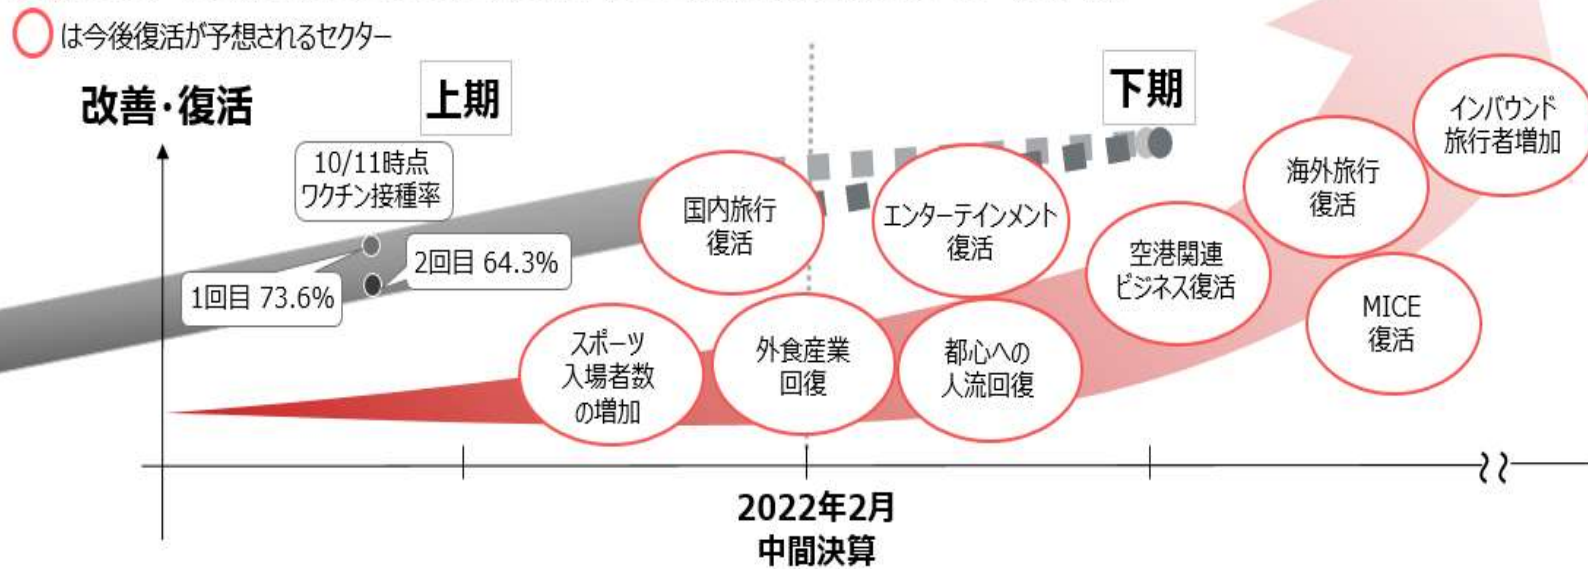 は今後復活が予想されるセクター
改善・復活
上期
下期
10/11時点
ワクチン接種率
1回目 73.6%
2回目 64.3%
スポーツ
入場者数
の増加
国内旅行
復活
外食産業
回復
エンターテインメント
復活
都心への
人流回復
空港関連
ビジネス復活
海外旅行
復活
MICE
復活
インバウンド
旅行者増加
2022年2月
中間決算